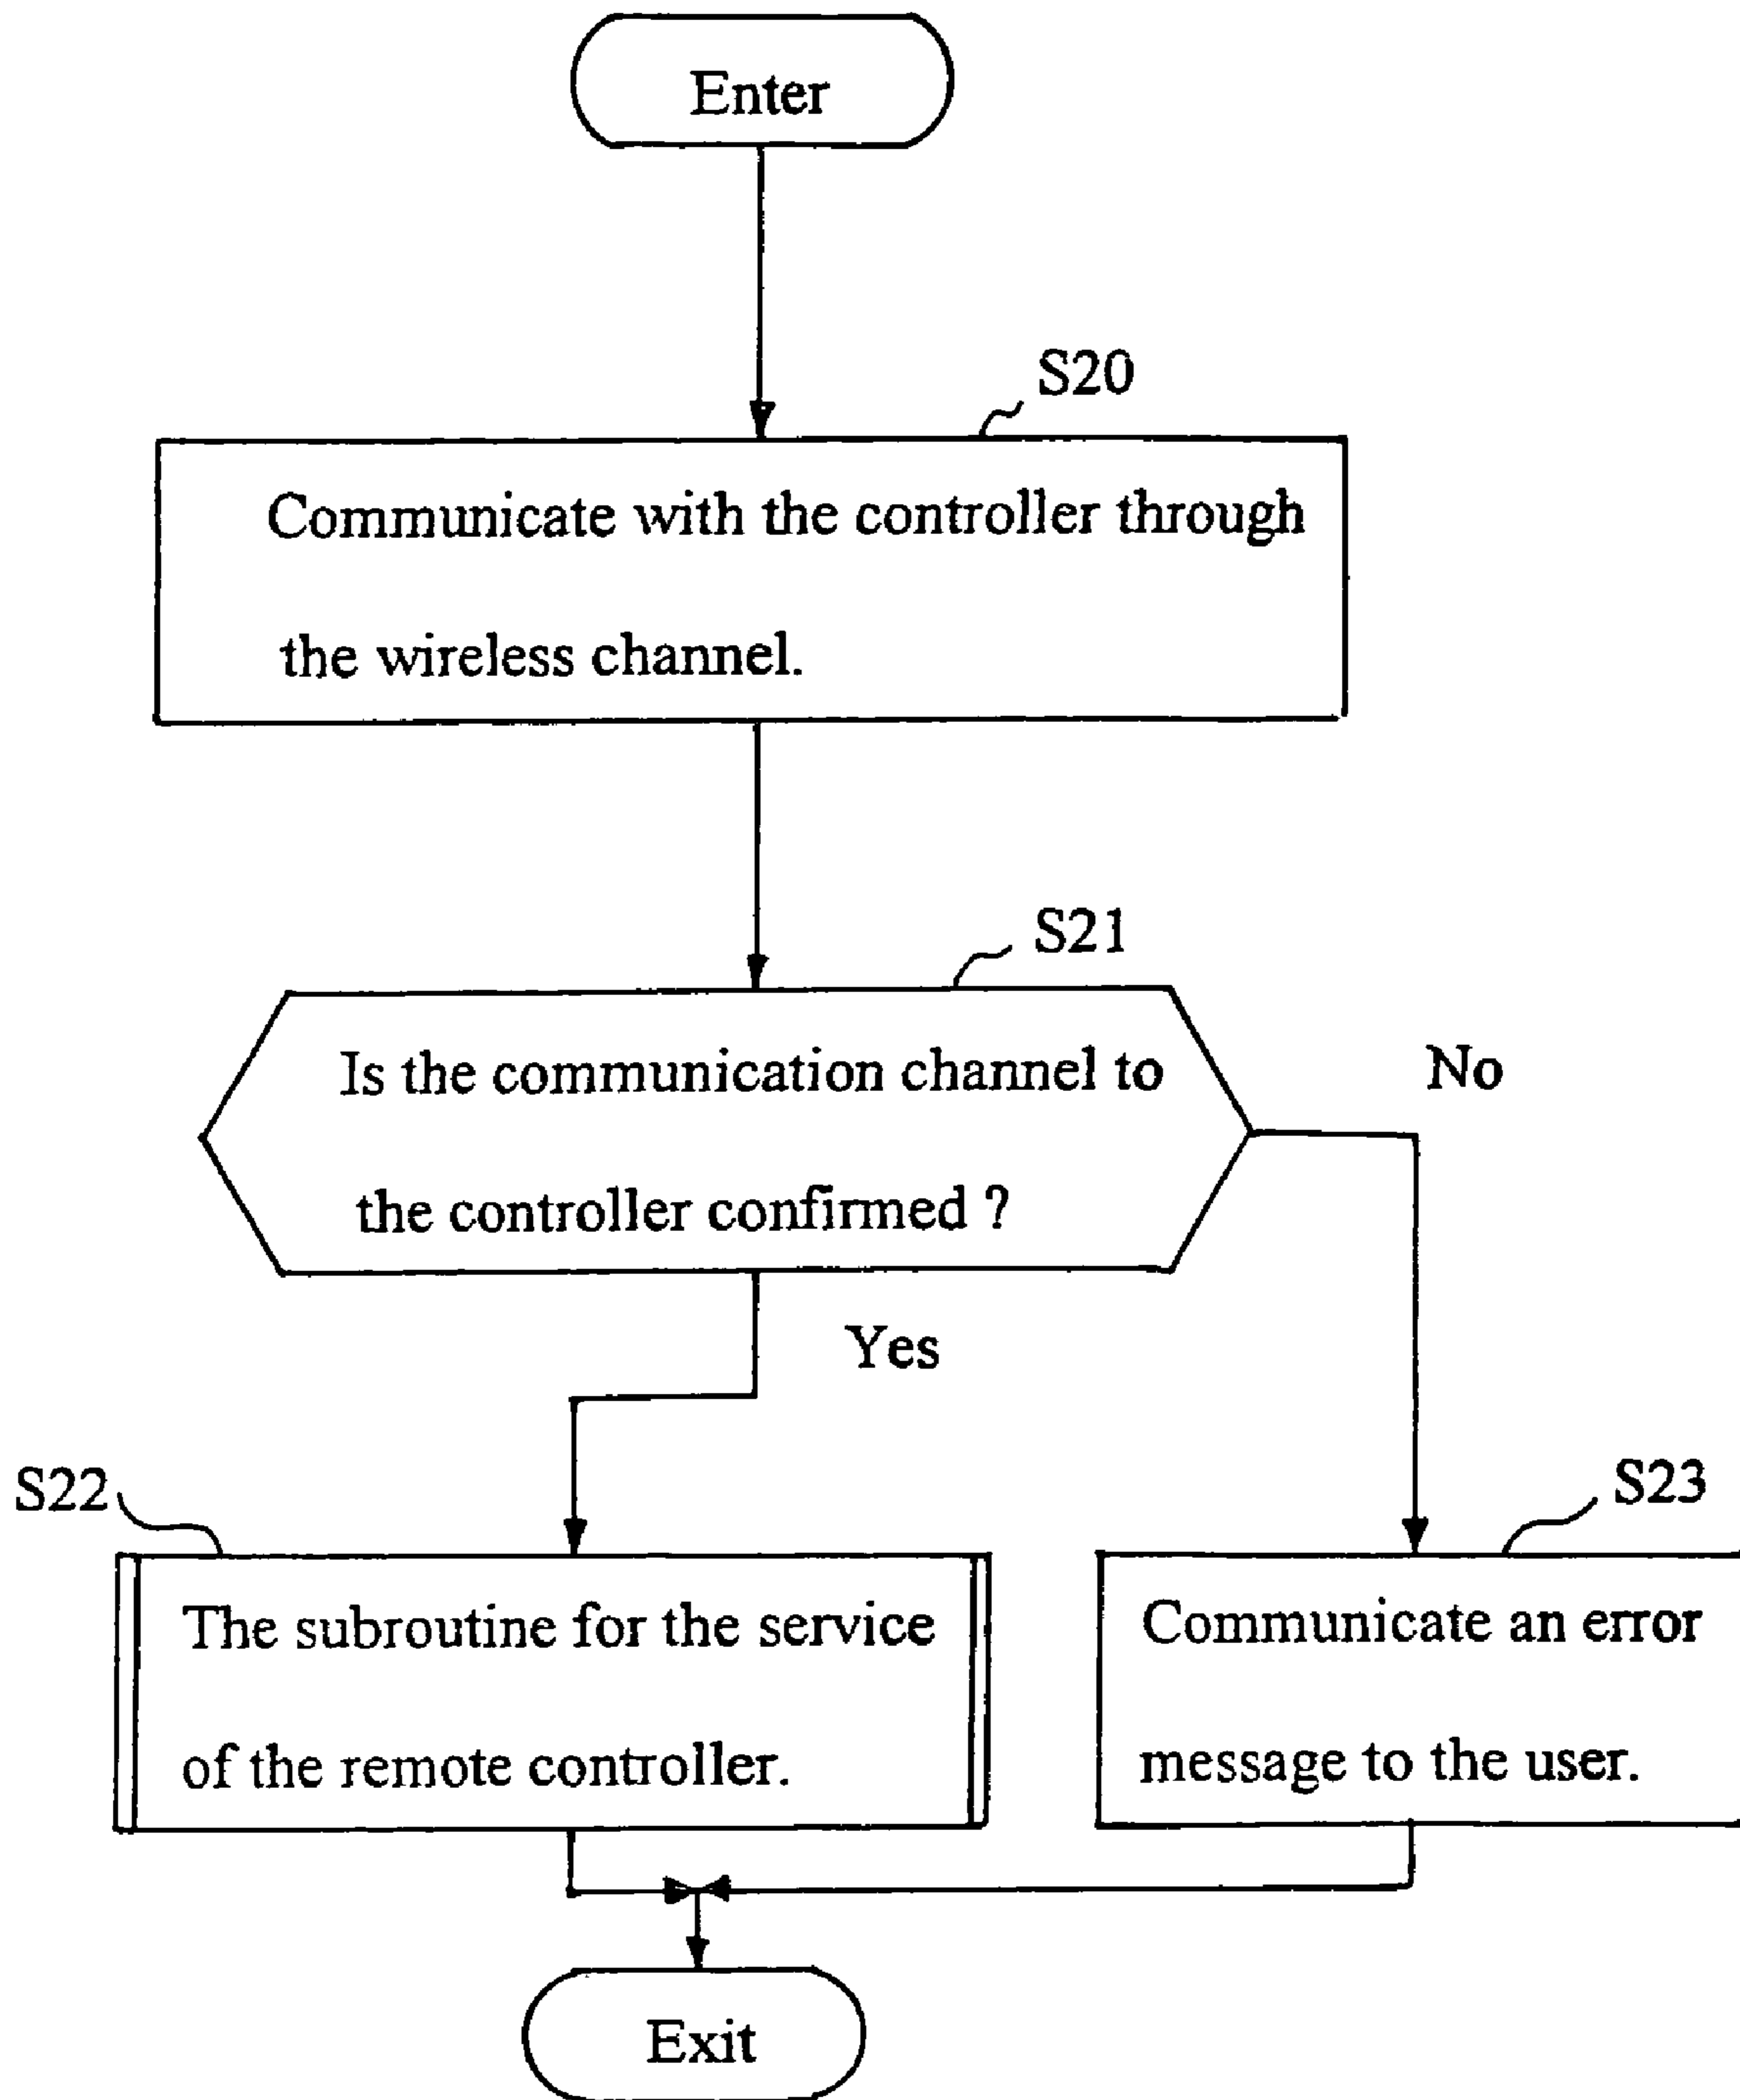 Enter
S20
Communicate with the controller through
the wireless channel.
S21
Is the communication channel to
the controller confirmed ?
No
Yes
S22
The subroutine for the service
of the remote controller.
S23
Communicate an error
message to the user.
Exit